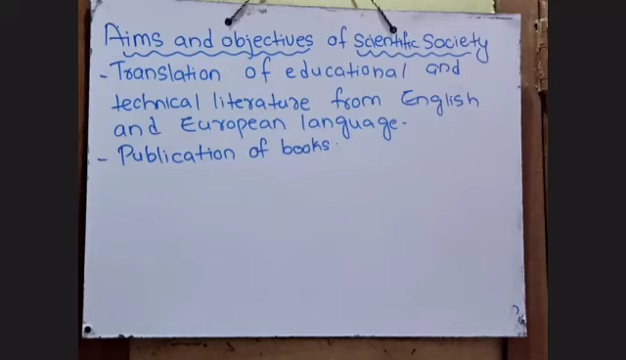 Aims and objectives of Scientific Society
- Translation of educational and
technical literature from English
and European language.
- Publication of books.